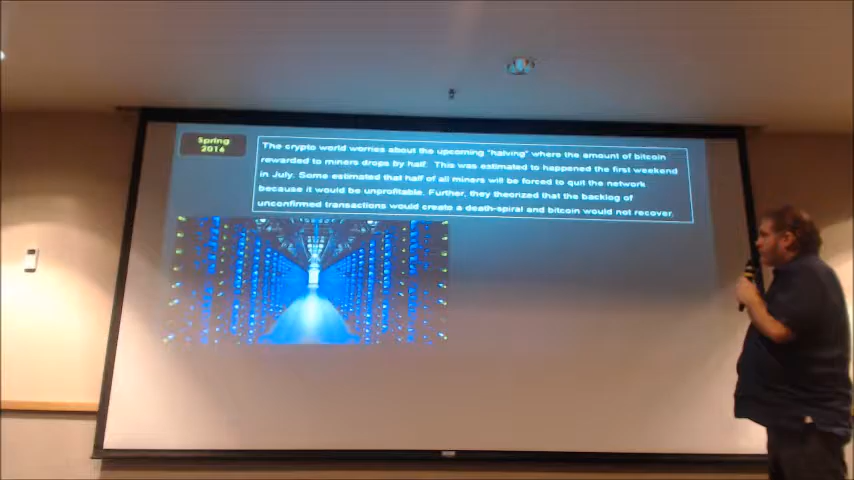 Spring
2016
The crypto world worries about the upcoming "halving" where the amount of bitcoin
rewarded to miners drops by half. This was estimated to happened the first weekend
in July. Some estimated that half of all miners will be forced to quit the network
because it would be unprofitable. Further, they theorized that the backlog of
unconfirmed transactions would create a death-spiral and bitcoin would not recover.